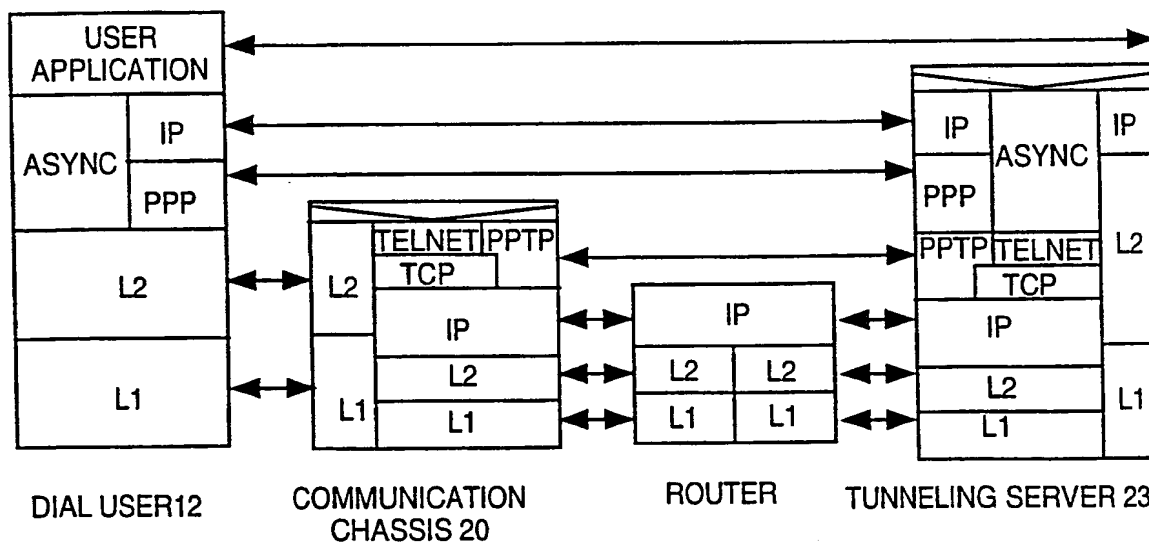 USER
APPLICATION
ASYNC
IP
PPP
L2
L1
DIAL USER12
L2
L1
TELNET
PPTP
TCP
IP
L2
L1
COMMUNICATION
CHASSIS 20
IP
L2
L2
L1
L1
ROUTER
IP
ASYNC
IP
PPP
PPTP
TELNET
TCP
L2
IP
L2
L1
L1
TUNNELING SERVER 23